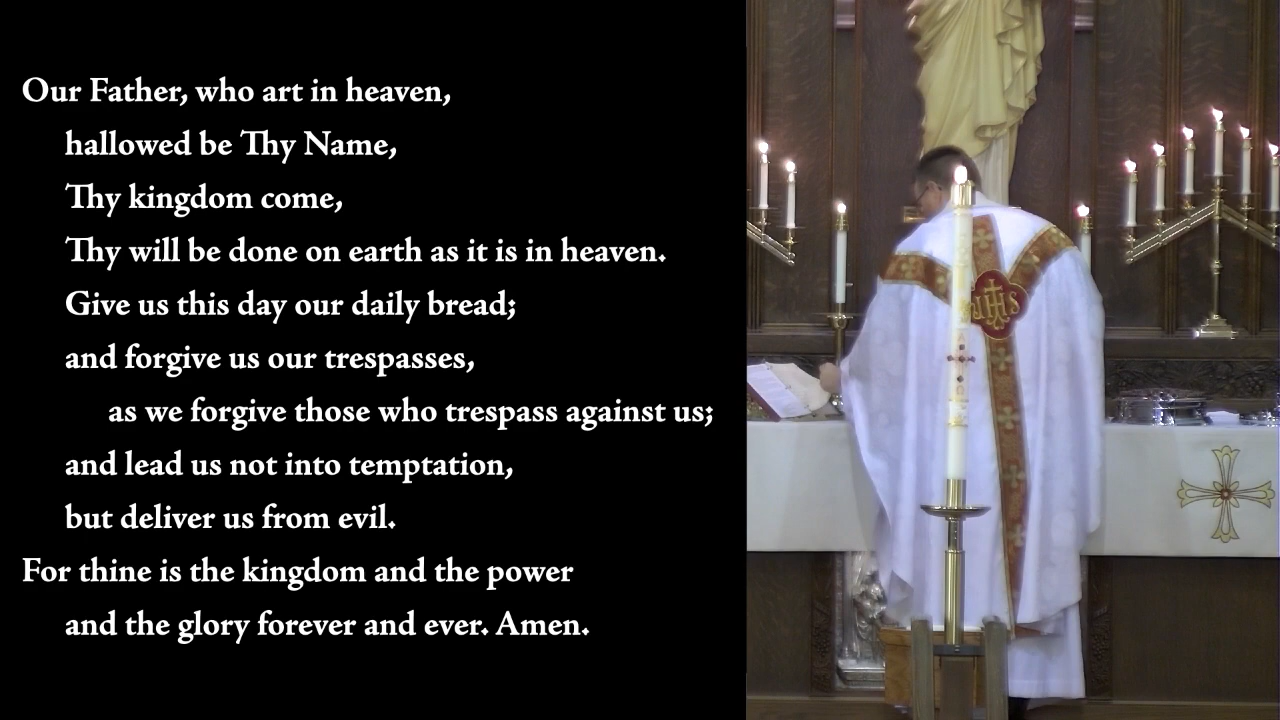 Our Father, who art in heaven,
hallowed be Thy Name,
Thy kingdom come,
Thy will be done on earth as it is in heaven.
Give us this day our daily bread;
and forgive us our trespasses,
as we forgive those who trespass against us;
and lead us not into temptation,
but deliver us from evil.
For thine is the kingdom and the power
and the glory forever and ever. Amen.
IHS